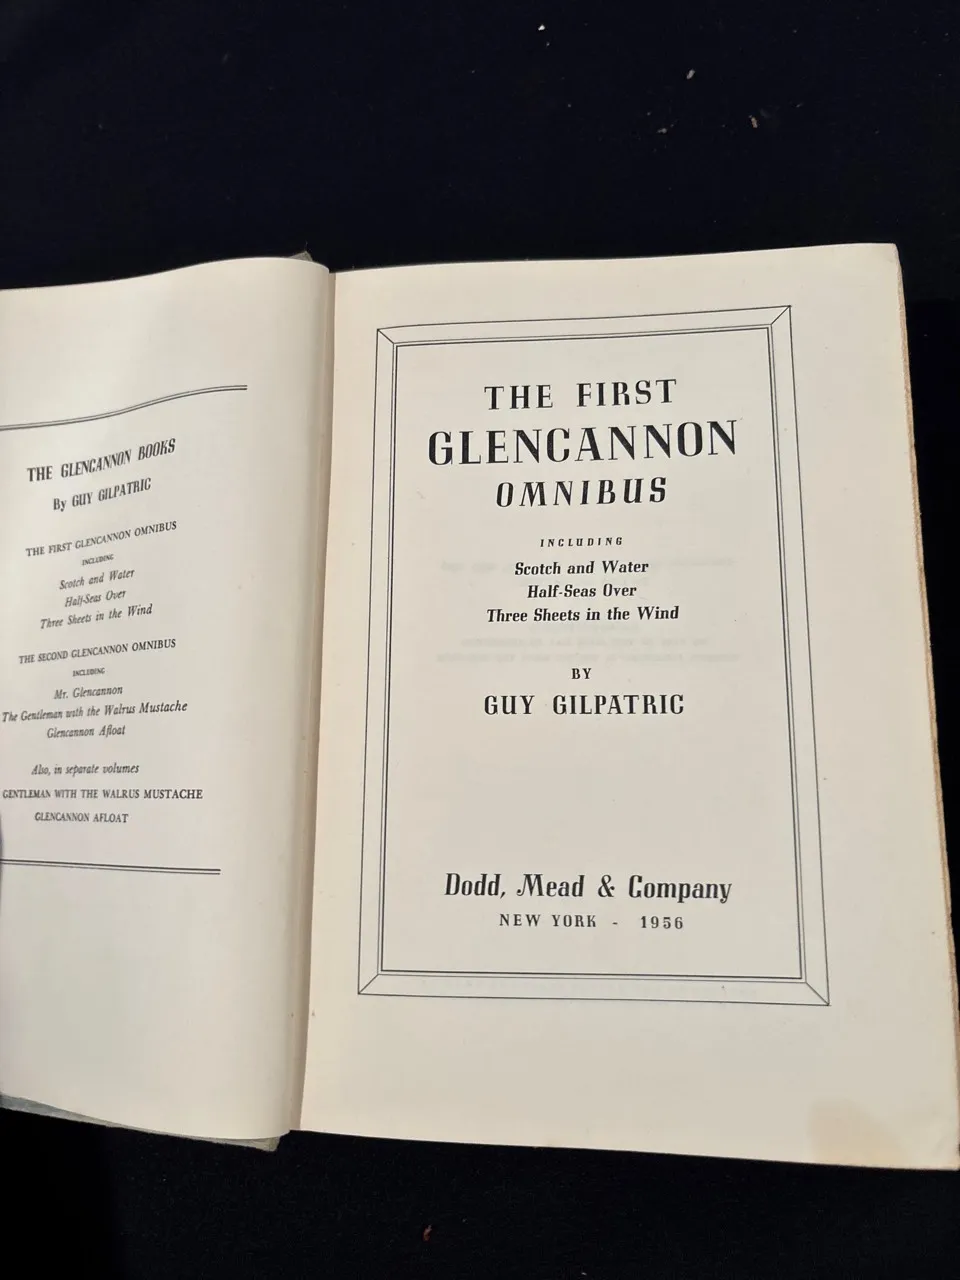 THE GLENCANNON BOOKS
By GUY GILPATRIC
THE FIRST GLENCANNON OMNIBUS
INCLUDING
Scotch and Water
Half-Seas Over
Three Sheets in the Wind
THE SECOND GLENCANNON OMNIBUS
INCLUDING
Mr. Glencannon
The Gentleman with the Walrus Mustache
Glencannon Afloat
Also, in separate volumes
GENTLEMAN WITH THE WALRUS MUSTACHE
GLENCANNON AFLOAT
THE FIRST
GLENCANNON
OMNIBUS
INCLUDING
Scotch and Water
Half-Seas Over
Three Sheets in the Wind
BY
GUY GILPATRIC
Dodd, Mead & Company
NEW YORK - 1956